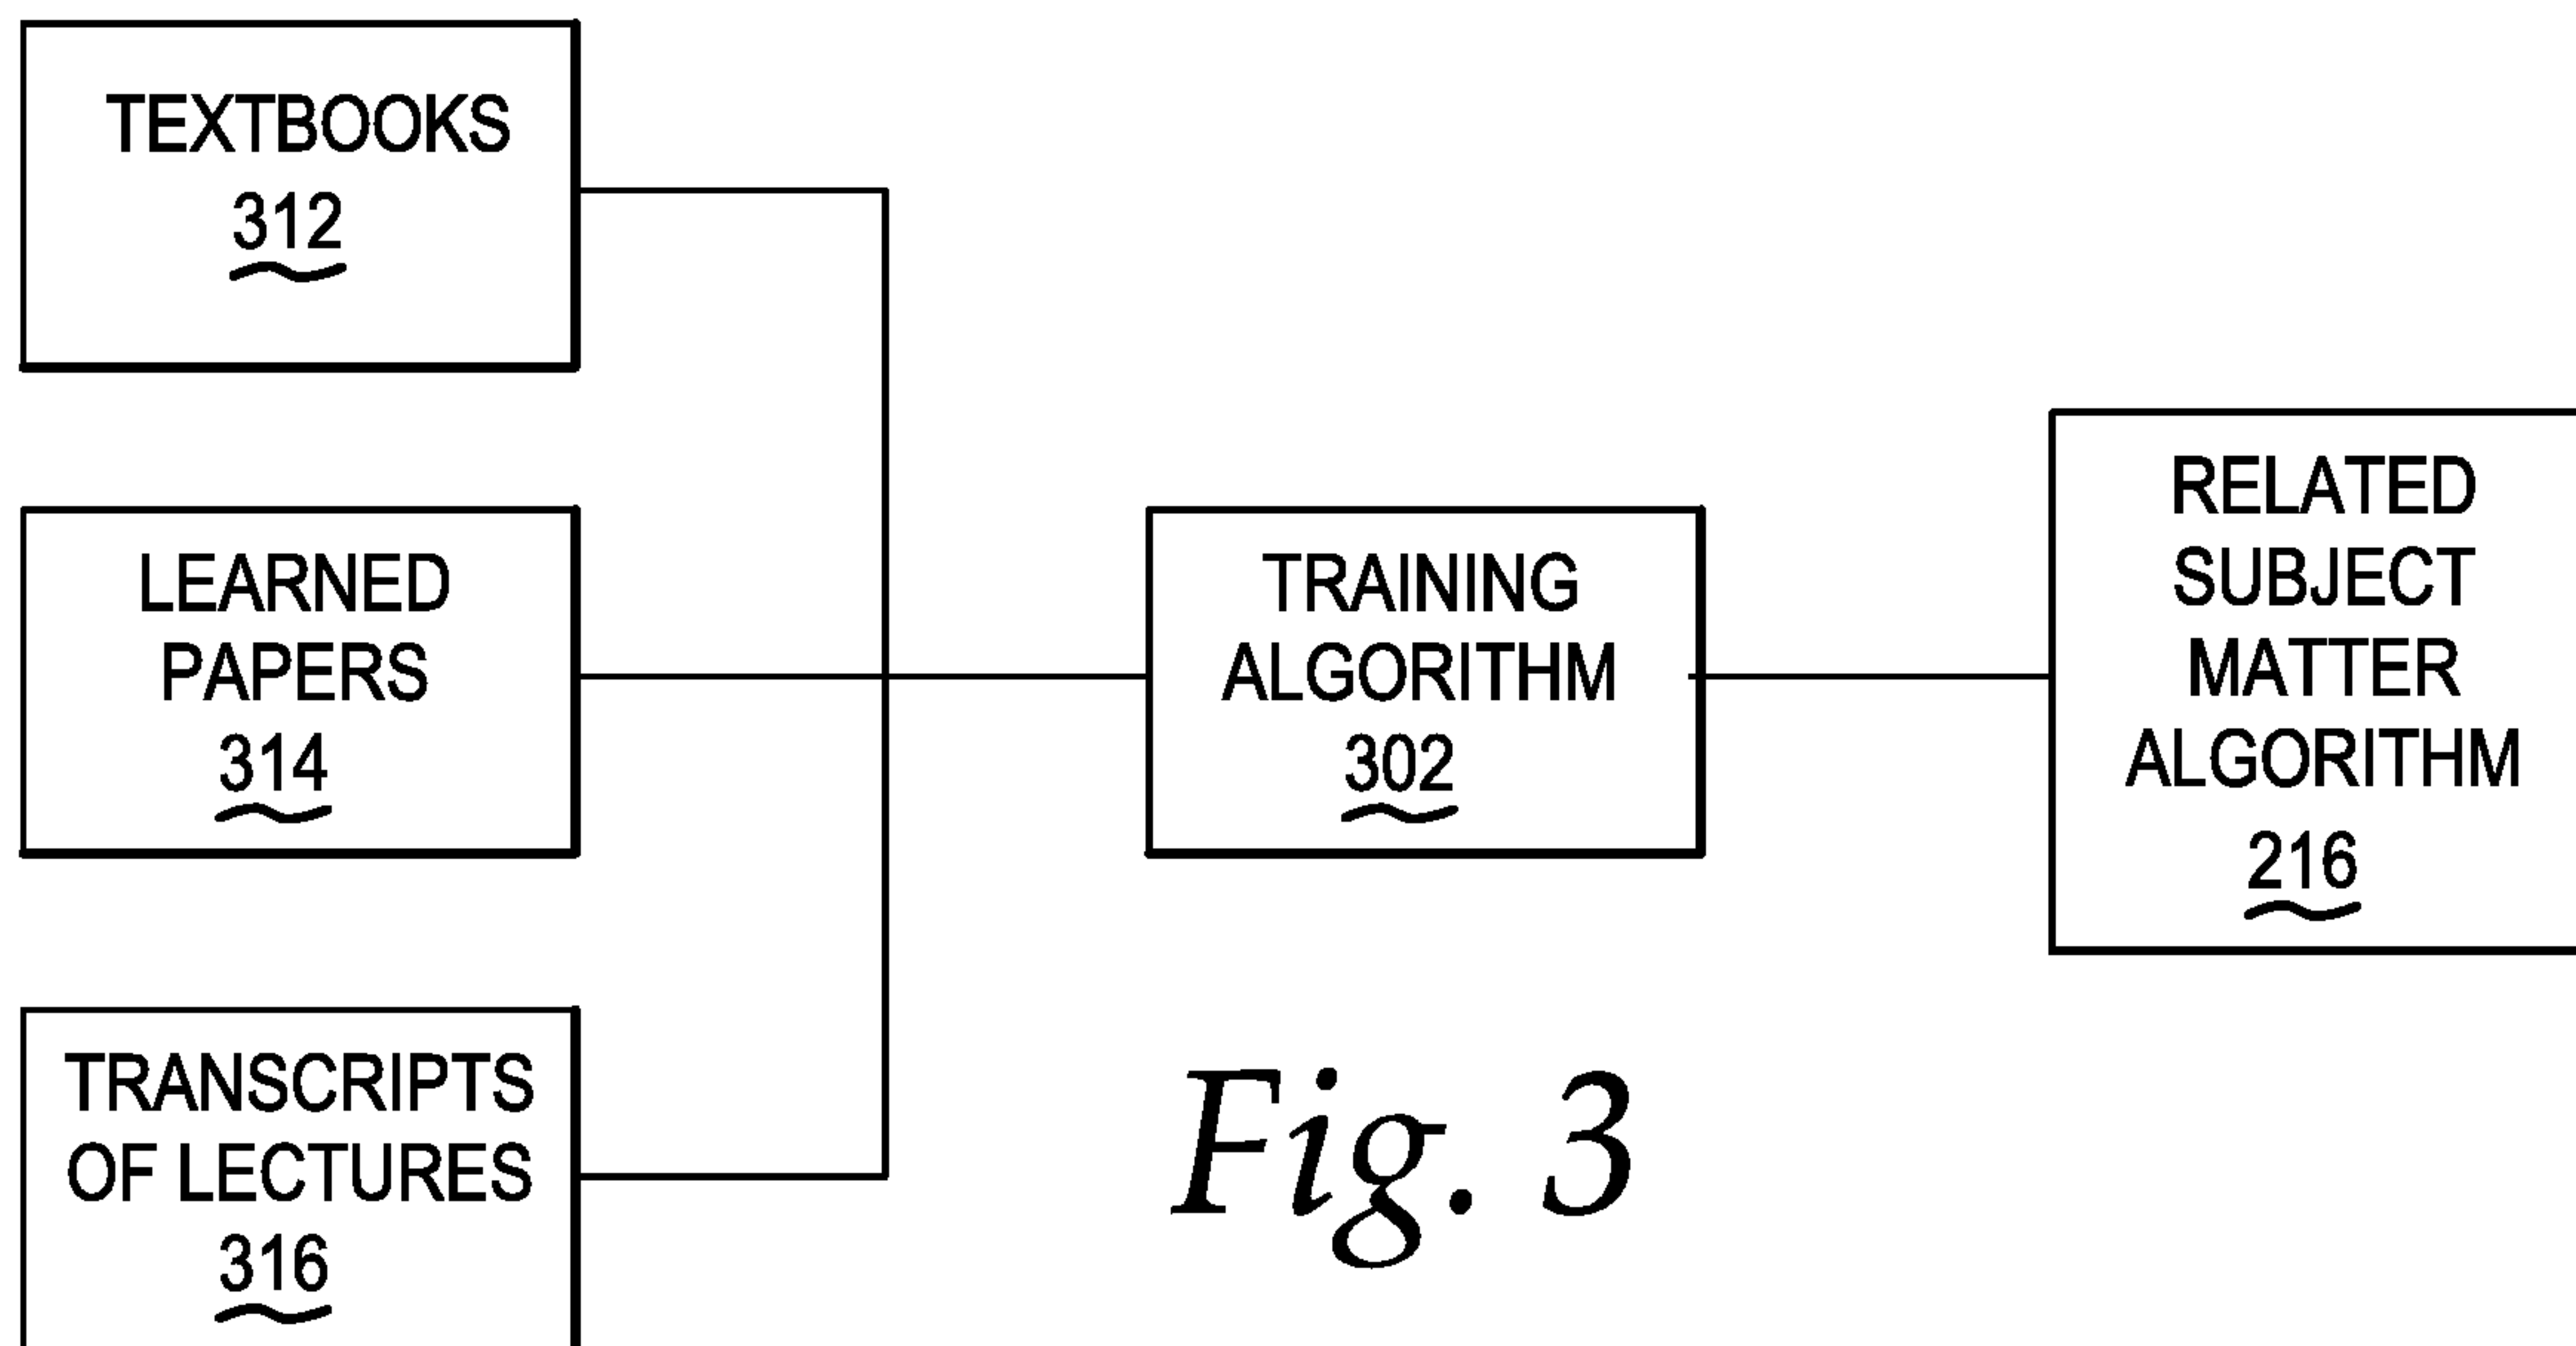 TEXTBOOKS
312
LEARNED
PAPERS
314
TRANSCRIPTS
OF LECTURES
316
TRAINING
ALGORITHM
302
RELATED
SUBJECT
MATTER
ALGORITHM
216
Fig. 3